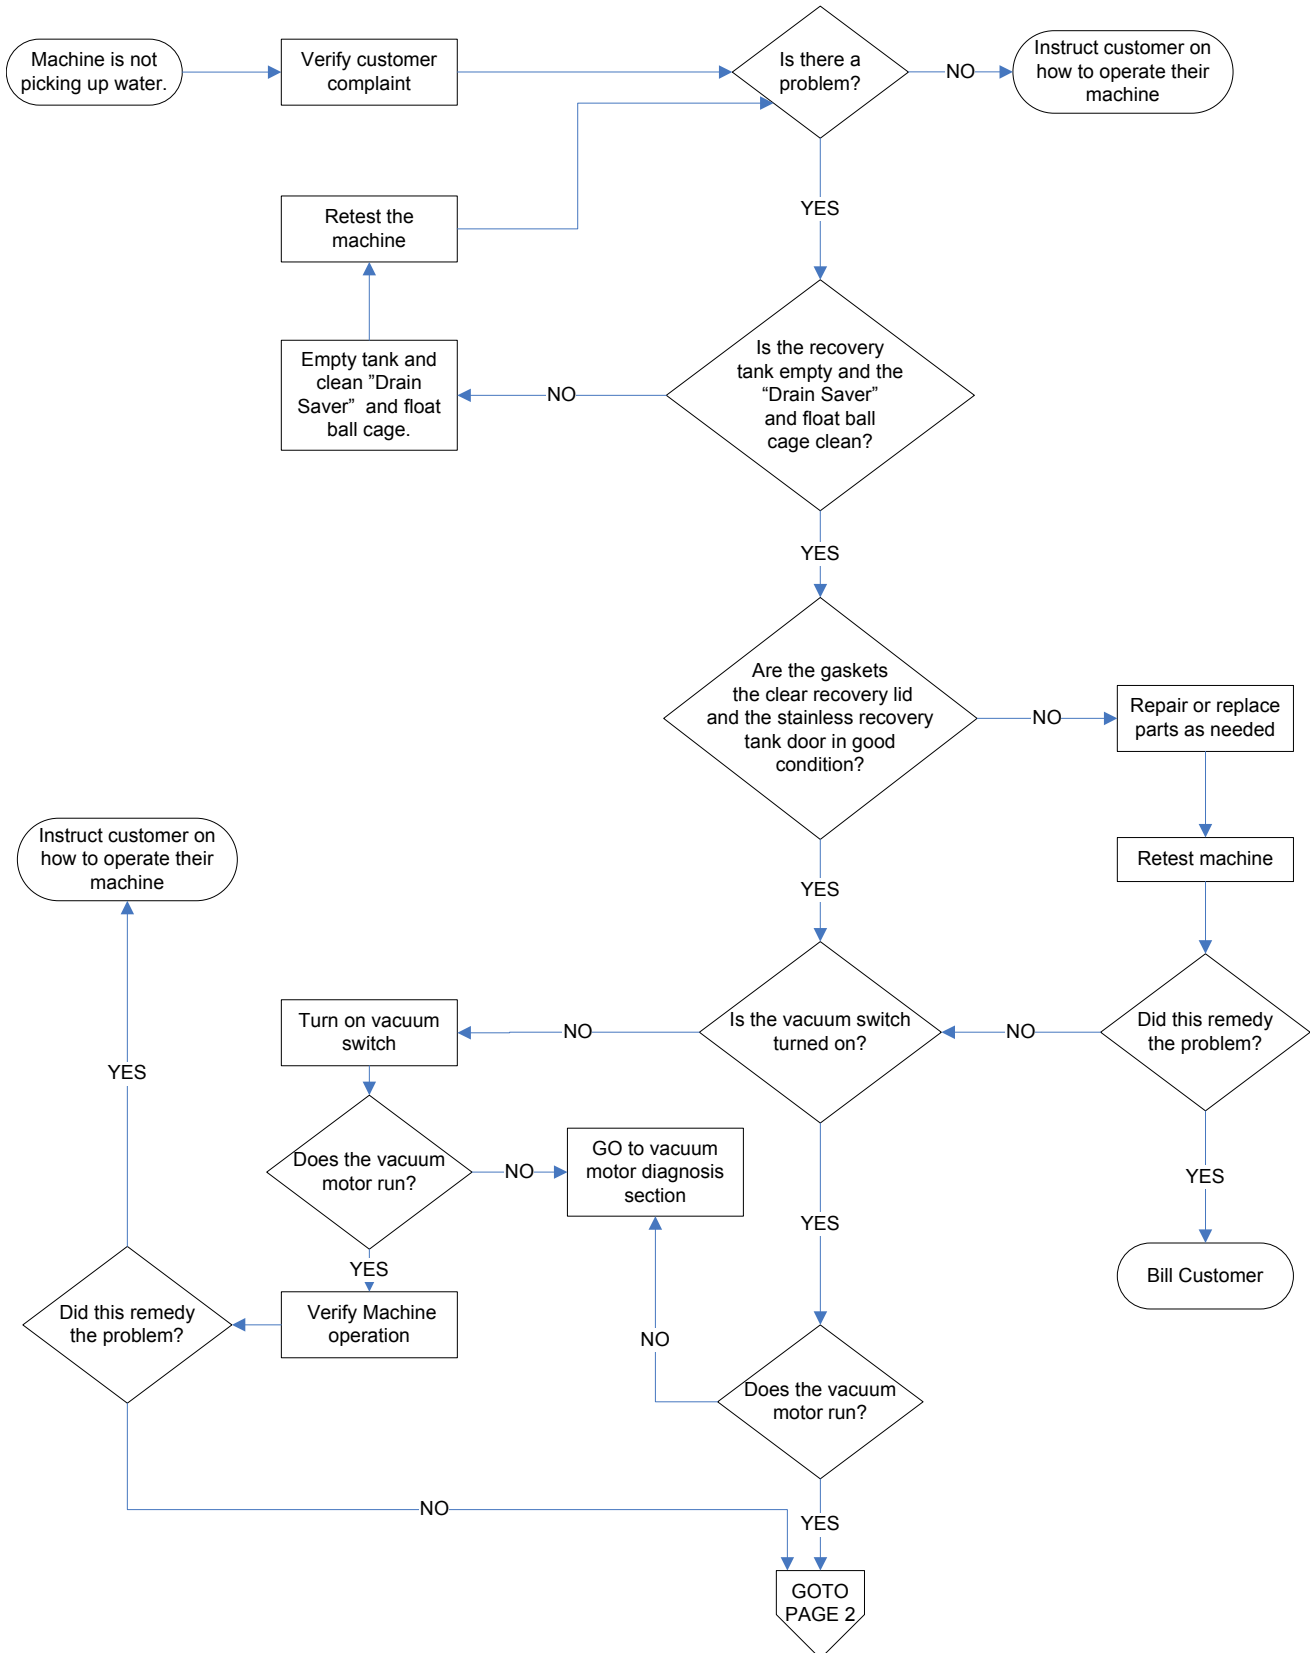 Machine is not
picking up water.
Verify customer
complaint
Is there a
problem?
NO
Instruct customer on
how to operate their
machine
YES
Retest the
machine
Is the recovery
tank empty and the
“Drain Saver”
and float ball
cage clean?
NO
Empty tank and
clean ”Drain
Saver”  and float
ball cage.
YES
Are the gaskets
the clear recovery lid
and the stainless recovery
tank door in good
condition?
NO
Repair or replace
parts as needed
Retest machine
YES
Instruct customer on
how to operate their
machine
Did this remedy
the problem?
NO
Is the vacuum switch
turned on?
NO
Turn on vacuum
switch
YES
Does the vacuum
motor run?
NO
GO to vacuum
motor diagnosis
section
YES
YES
Bill Customer
YES
Verify Machine
operation
Did this remedy
the problem?
NO
Does the vacuum
motor run?
NO
YES
GOTO
PAGE 2